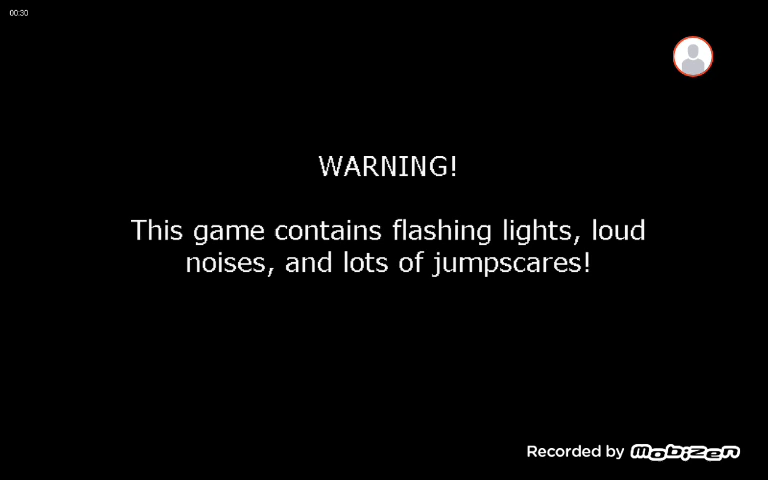 00:30
WARNING!
This game contains flashing lights, loud
noises, and lots of jumpscares!
Recorded by mobizen